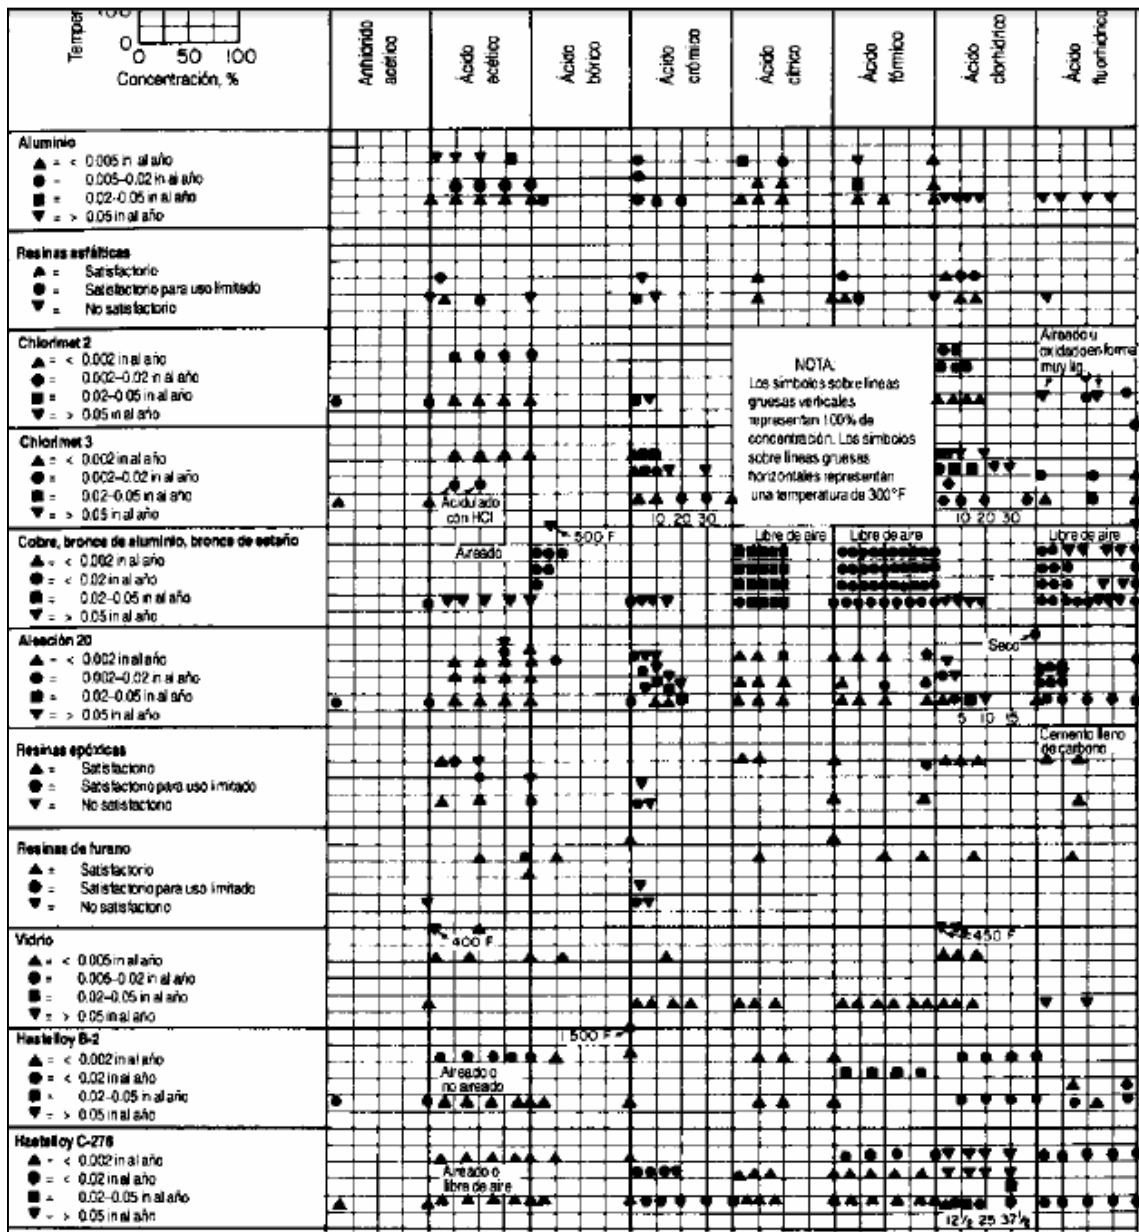 100
0
0 50 100
Concentración, %
Anhídrido acético
Ácido acético
Ácido bórico
Ácido crómico
Ácido cítrico
Ácido fórmico
Ácido clorhídrico
Ácido fluorhídrico
Aluminio
▲ = < 0.005 in al año
● = 0.005-0.02 in al año
■ = 0.02-0.05 in al año
▼ = > 0.05 in al año
Resinas asfálticas
▲ = Satisfactorio
● = Satisfactorio para uso limitado
▼ = No satisfactorio
Chlorimet 2
▲ = < 0.002 in al año
● = 0.002-0.02 in al año
■ = 0.02-0.05 in al año
▼ = > 0.05 in al año
NOTA:
Los símbolos sobre líneas
gruesas verticales
representan 100% de
concentración. Los símbolos
sobre líneas gruesas
horizontales representan
una temperatura de 300°F
Aireado u
oxidado en forma
muy lig.
Chlorimet 3
▲ = < 0.002 in al año
● = 0.002-0.02 in al año
■ = 0.02-0.05 in al año
▼ = > 0.05 in al año
Acidulado
con HCl
10 20 30
10 20 30
Cobre, bronce de aluminio, bronce de estaño
▲ = < 0.002 in al año
● = < 0.02 in al año
■ = 0.02-0.05 in al año
▼ = > 0.05 in al año
Aireado
500 F
Libre de aire
Libre de aire
Libre de aire
Aleación 20
▲ = < 0.002 in al año
● = 0.002-0.02 in al año
■ = 0.02-0.05 in al año
▼ = > 0.05 in al año
Seco
5 10 15
Resinas epóxicas
▲ = Satisfactorio
● = Satisfactorio para uso limitado
▼ = No satisfactorio
Cemento lleno
de carbono
Resinas de furano
▲ = Satisfactorio
● = Satisfactorio para uso limitado
▼ = No satisfactorio
Vidrio
▲ = < 0.005 in al año
● = 0.005-0.02 in al año
■ = 0.02-0.05 in al año
▼ = > 0.05 in al año
400 F
450 F
Hastelloy B-2
▲ = < 0.002 in al año
● = < 0.02 in al año
■ = 0.02-0.05 in al año
▼ = > 0.05 in al año
Aireado o
no aireado
Hastelloy C-276
▲ = < 0.002 in al año
● = < 0.02 in al año
■ = 0.02-0.05 in al año
▼ = > 0.05 in al año
Aireado o
libre de aire
12½ 25 37½